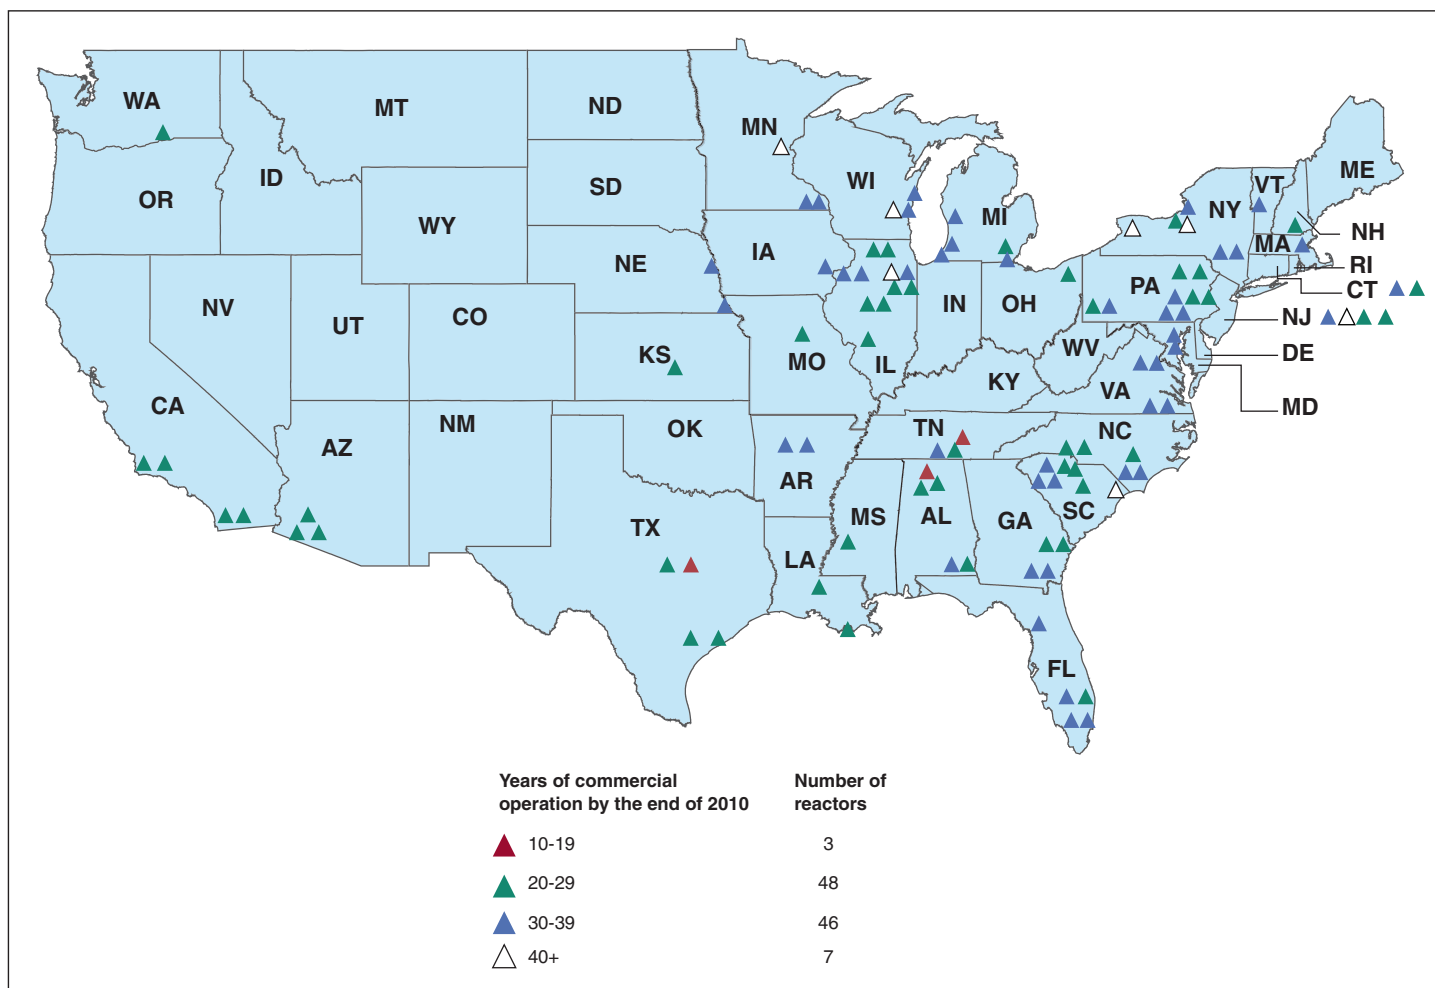 WA
MT
ND
MN
OR
ID
SD
WI
MI
NY
VT
ME
WY
NH
MA
IA
NE
RI
PA
CT
NV
UT
CO
IN
OH
NJ
KS
MO
IL
WV
DE
KY
VA
CA
MD
AZ
NM
OK
TN
NC
AR
TX
MS
AL
GA
SC
LA
FL
Years of commercial
operation by the end of 2010
Number of
reactors
10-19 3
20-29 48
30-39 46
40+ 7